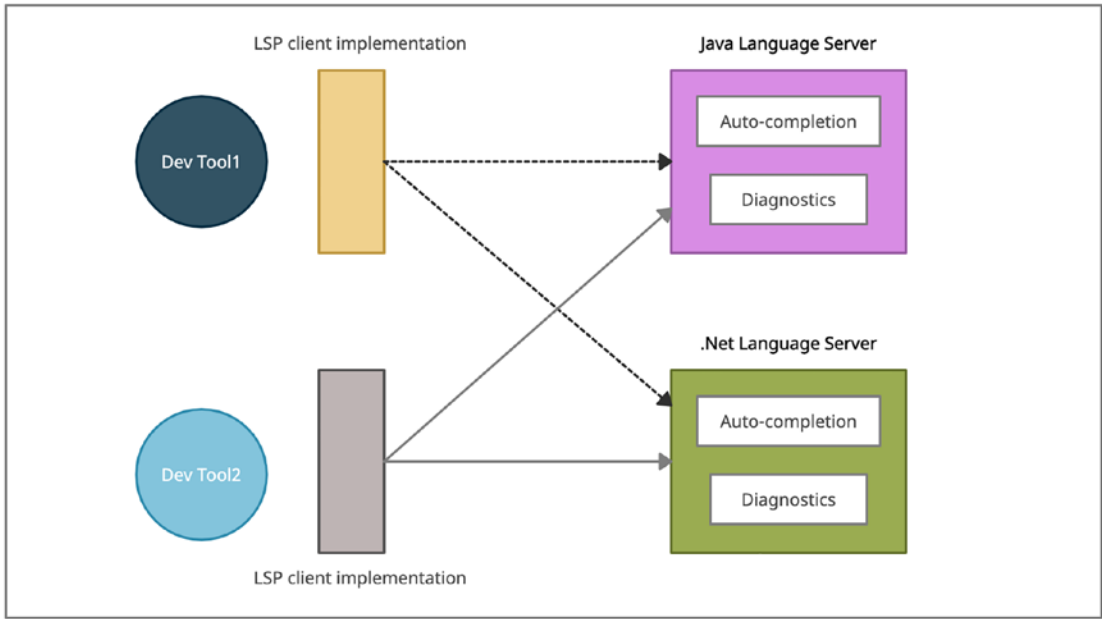 LSP client implementation
Java Language Server
Auto-completion
Dev Tool1
Diagnostics
.Net Language Server
Auto-completion
Dev Tool2
Diagnostics
LSP client implementation